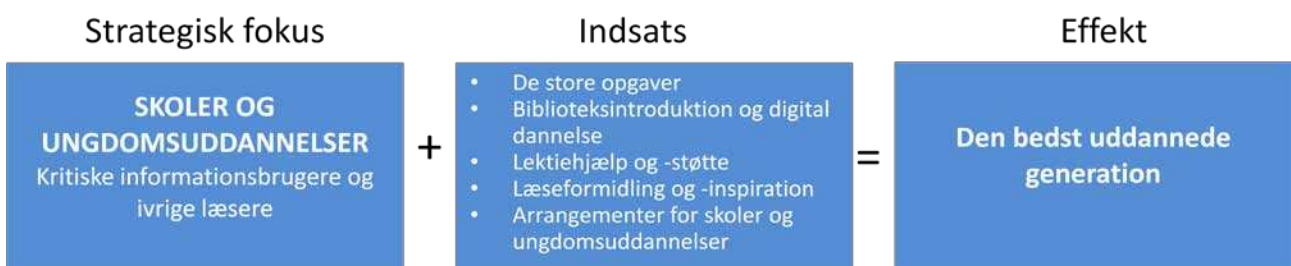 Strategisk fokus
SKOLER OG
UNGDOMSUDDANNELSER
Kritiske informationsbrugere og
ivrige læsere
+
Indsats
• De store opgaver
• Biblioteksintroduktion og digital
dannelse
• Lektiehjælp og -støtte
• Læseformidling og -inspiration
• Arrangementer for skoler og
ungdomsuddannelser
=
Effekt
Den bedst uddannede
generation